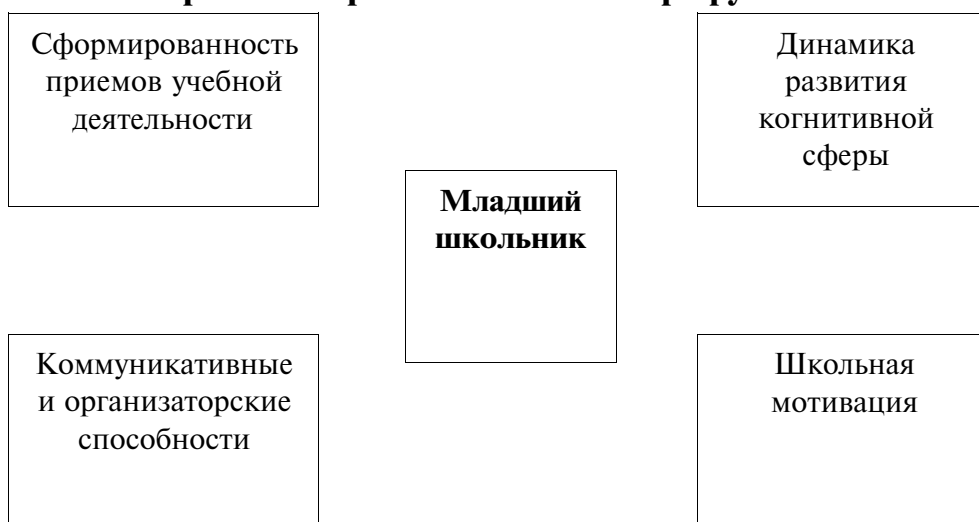 Сформированность
приемов учебной
деятельности
Динамика
развития
когнитивной
сферы
Младший
школьник
Коммуникативные
и организаторские
способности
Школьная
мотивация